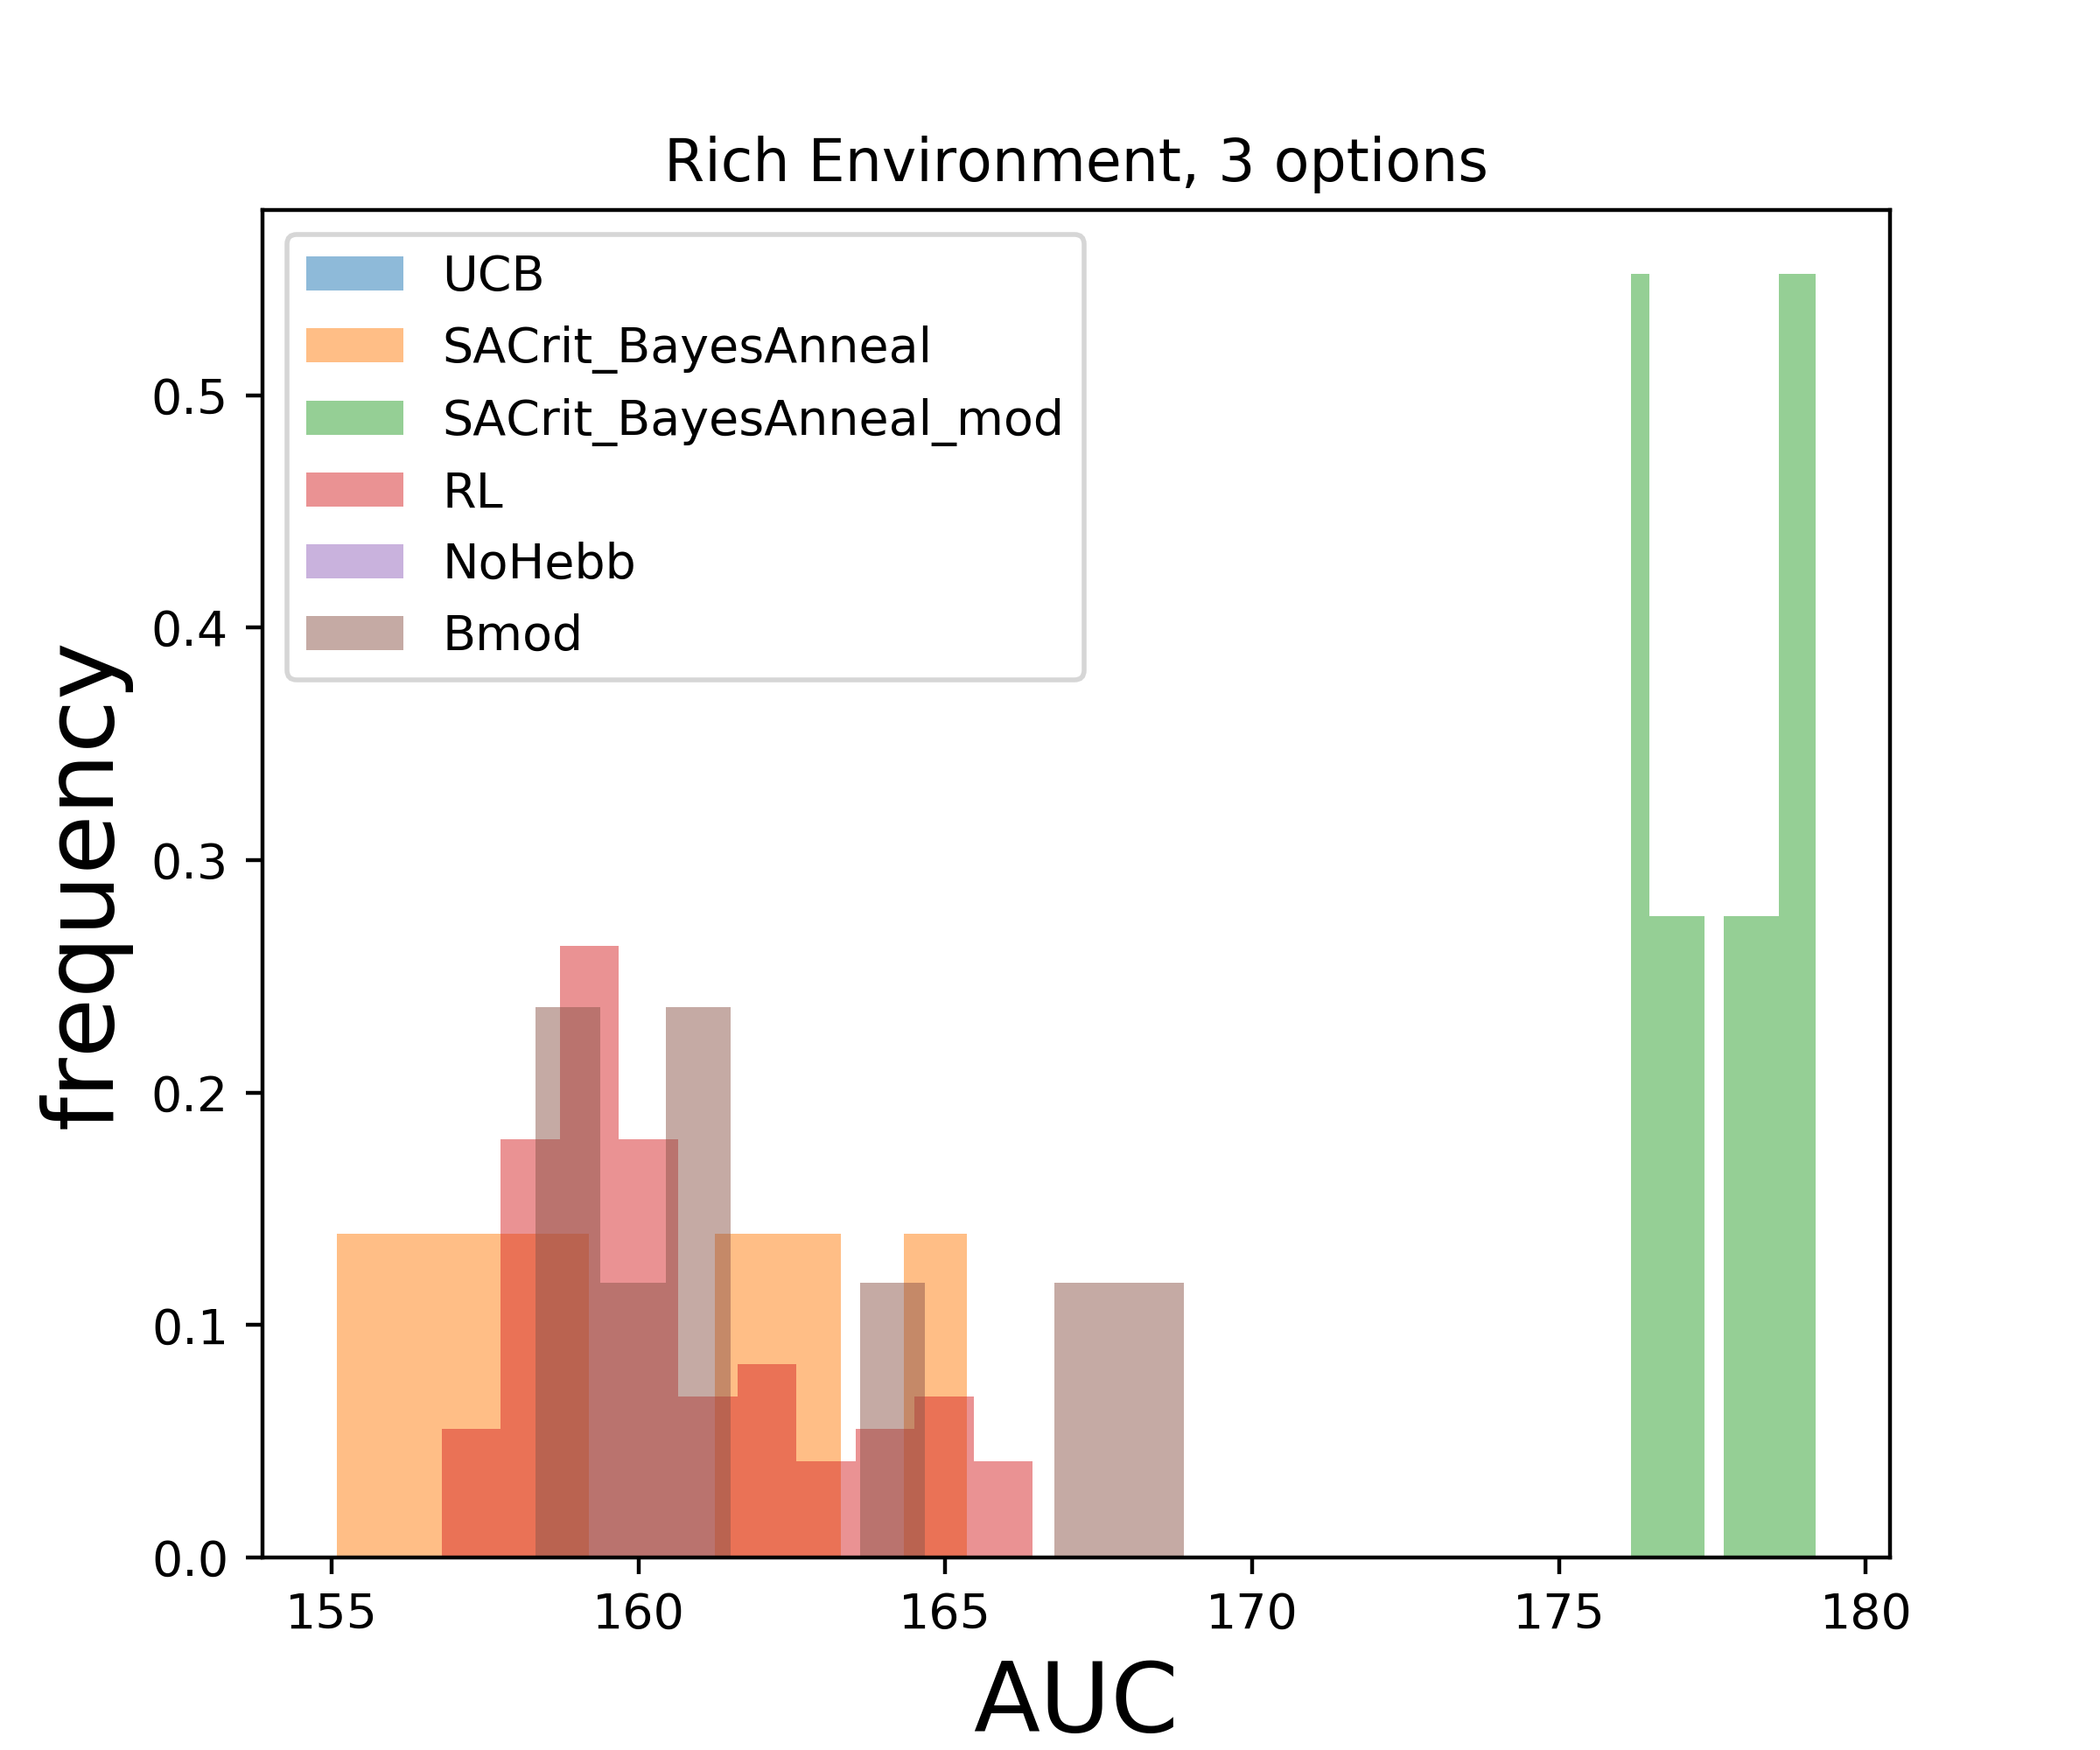 Rich Environment, 3 options
UCB
SACrit_BayesAnneal
SACrit_BayesAnneal_mod
RL
NoHebb
Bmod
frequency
0.5
0.4
0.3
0.2
0.1
0.0
155 160 165 170 175 180
AUC